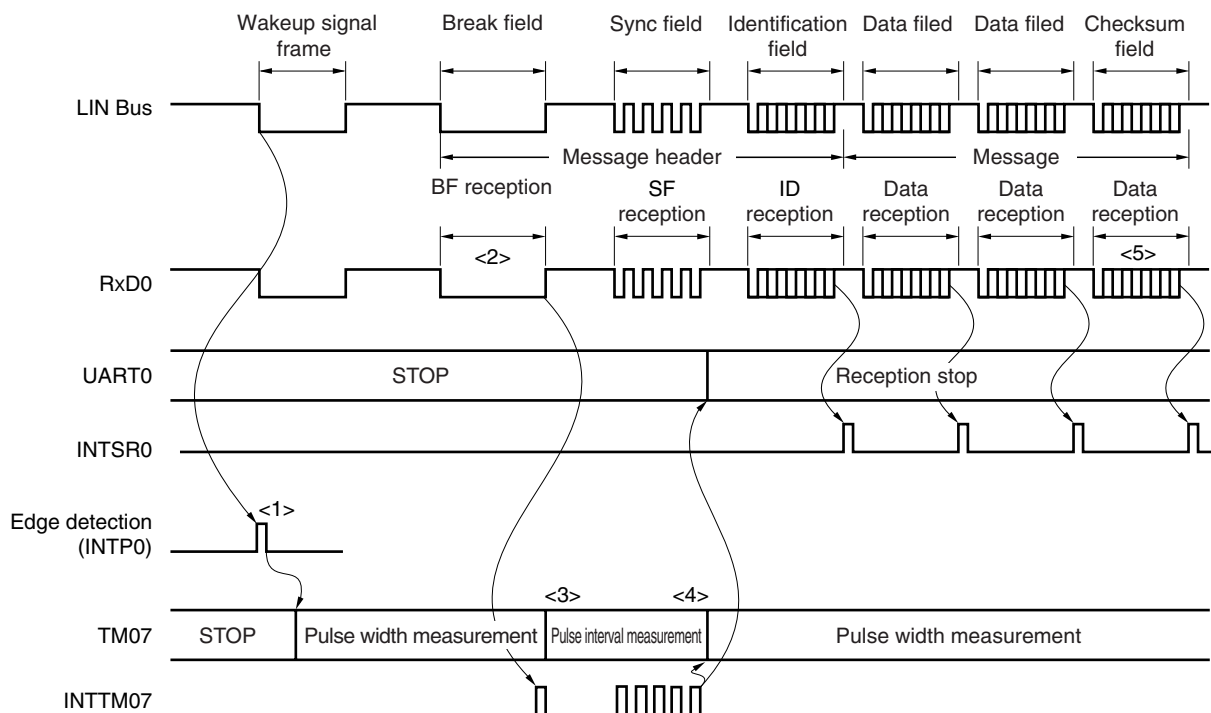 Wakeup signal frame
Break field
Sync field
Identification field
Data filed
Data filed
Checksum field
LIN Bus
Message header
Message
BF reception
SF reception
ID reception
Data reception
Data reception
Data reception
<2>
<5>
RxD0
UART0
STOP
Reception stop
INTSR0
<1>
Edge detection
(INTP0)
<3>
<4>
TM07
STOP
Pulse width measurement
Pulse interval measurement
Pulse width measurement
INTTM07